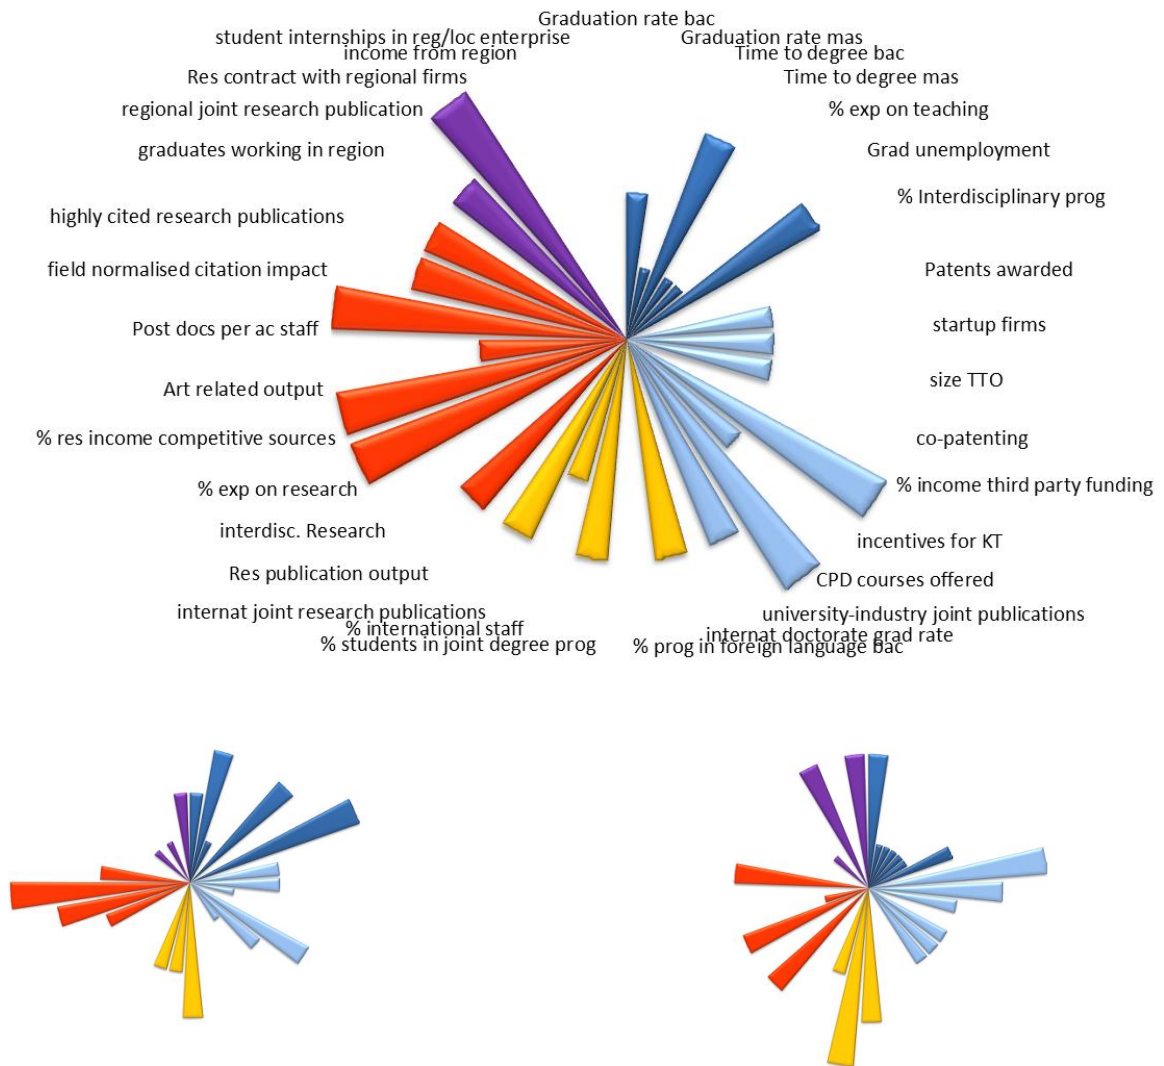 Graduation rate bac
student internships in reg/loc enterprise
Graduation rate mas
income from region
Time to degree bac
Res contract with regional firms
Time to degree mas
regional joint research publication
% exp on teaching
graduates working in region
Grad unemployment
% Interdisciplinary prog
highly cited research publications
field normalised citation impact
Patents awarded
Post docs per ac staff
startup firms
Art related output
size TTO
% res income competitive sources
co-patenting
% exp on research
% income third party funding
interdisc. Research
incentives for KT
Res publication output
CPD courses offered
internat joint research publications
university-industry joint publications
% international staff
internat doctorate grad rate
% students in joint degree prog
% prog in foreign language bac